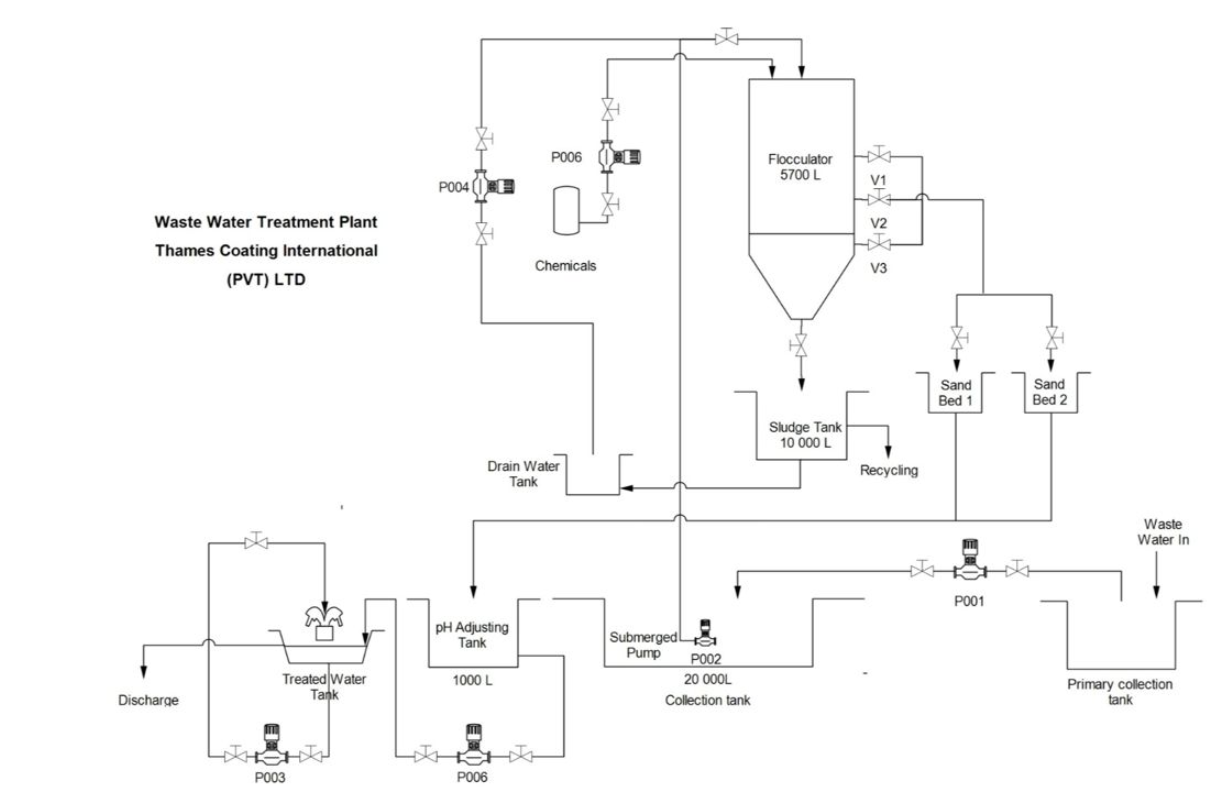 Waste Water Treatment Plant
Thames Coating International
(PVT) LTD
P004
P006
Chemicals
Flocculator
5700 L
V1
V2
V3
Sand
Bed 1
Sand
Bed 2
Sludge Tank
10 000 L
Recycling
Drain Water
Tank
Waste
Water In
P001
Primary collection
tank
Submerged
Pump
P002
20 000L
Collection tank
pH Adjusting
Tank
1000 L
P006
Treated Water
Tank
Discharge
P003